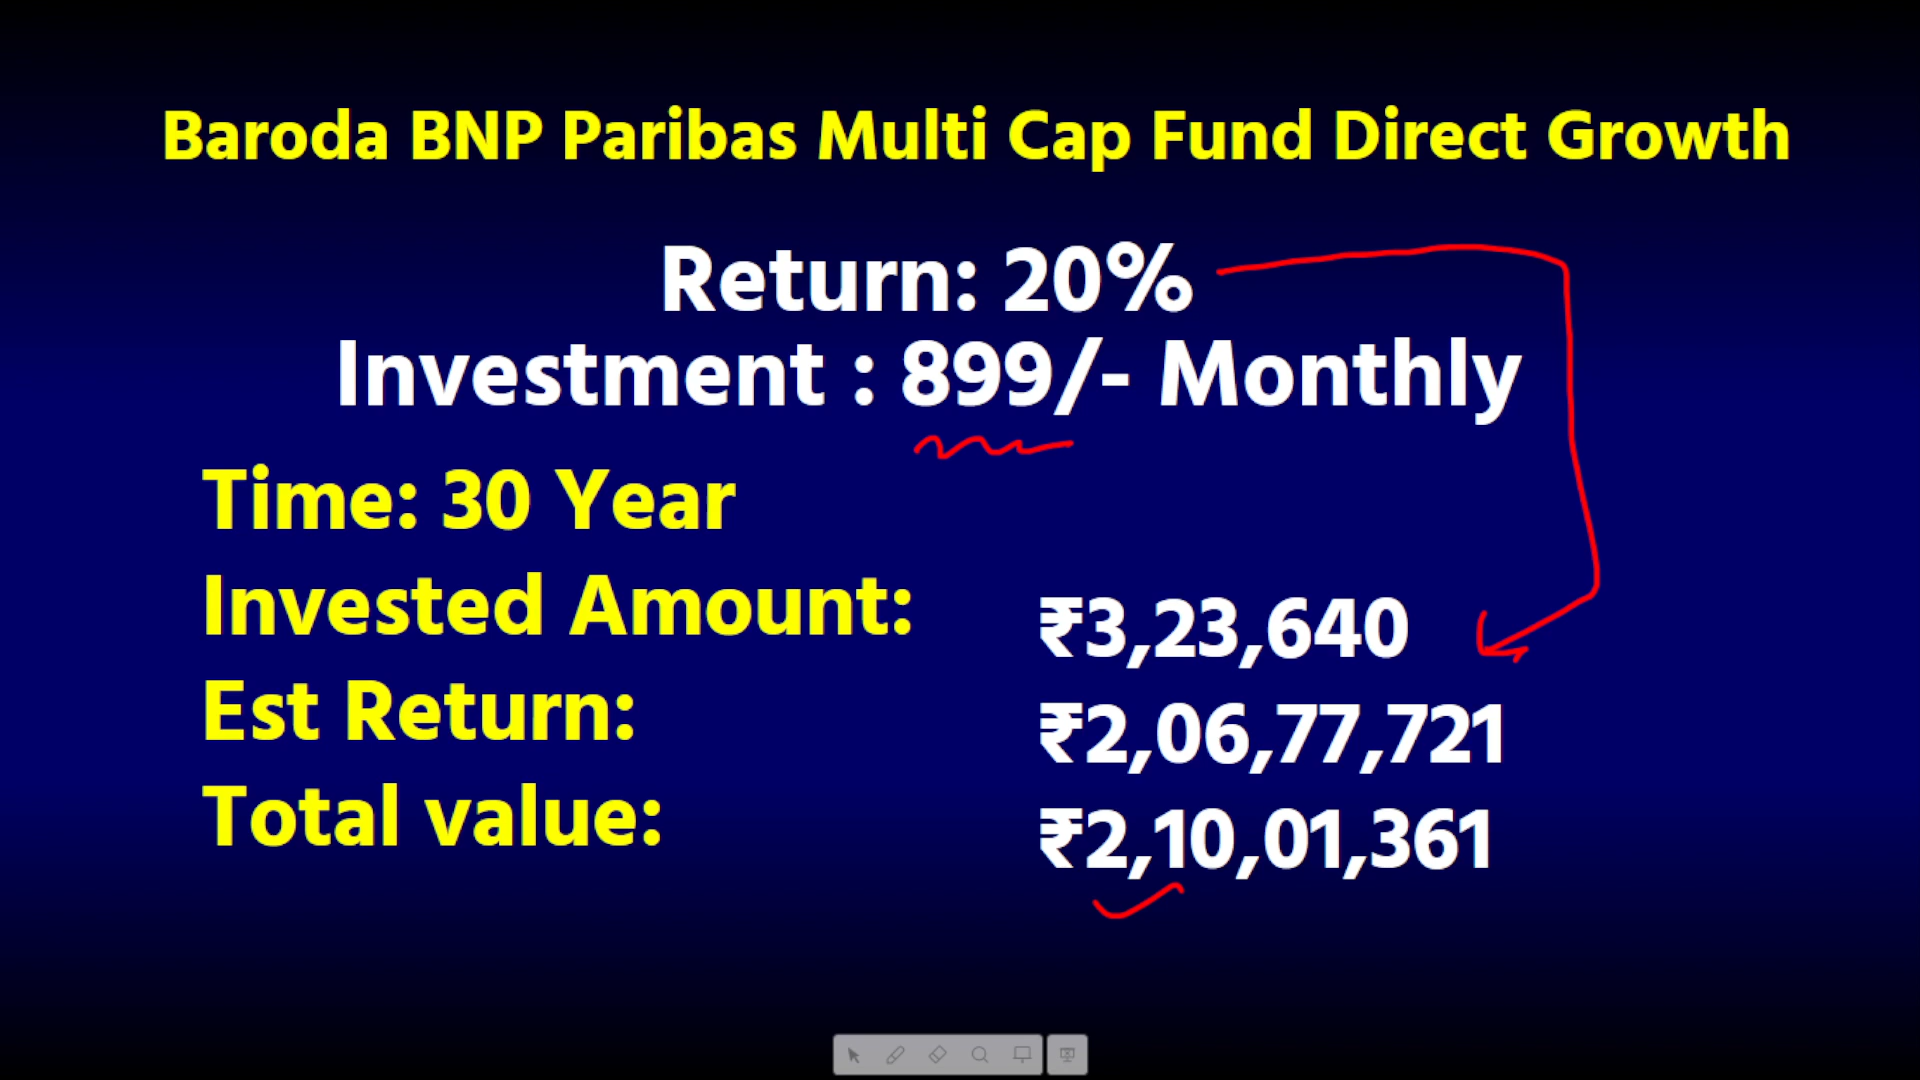 Baroda BNP Paribas Multi Cap Fund Direct Growth
Return: 20%
Investment : 899/- Monthly
Time: 30 Year
Invested Amount: ₹3,23,640
Est Return: ₹2,06,77,721
Total value: ₹2,10,01,361